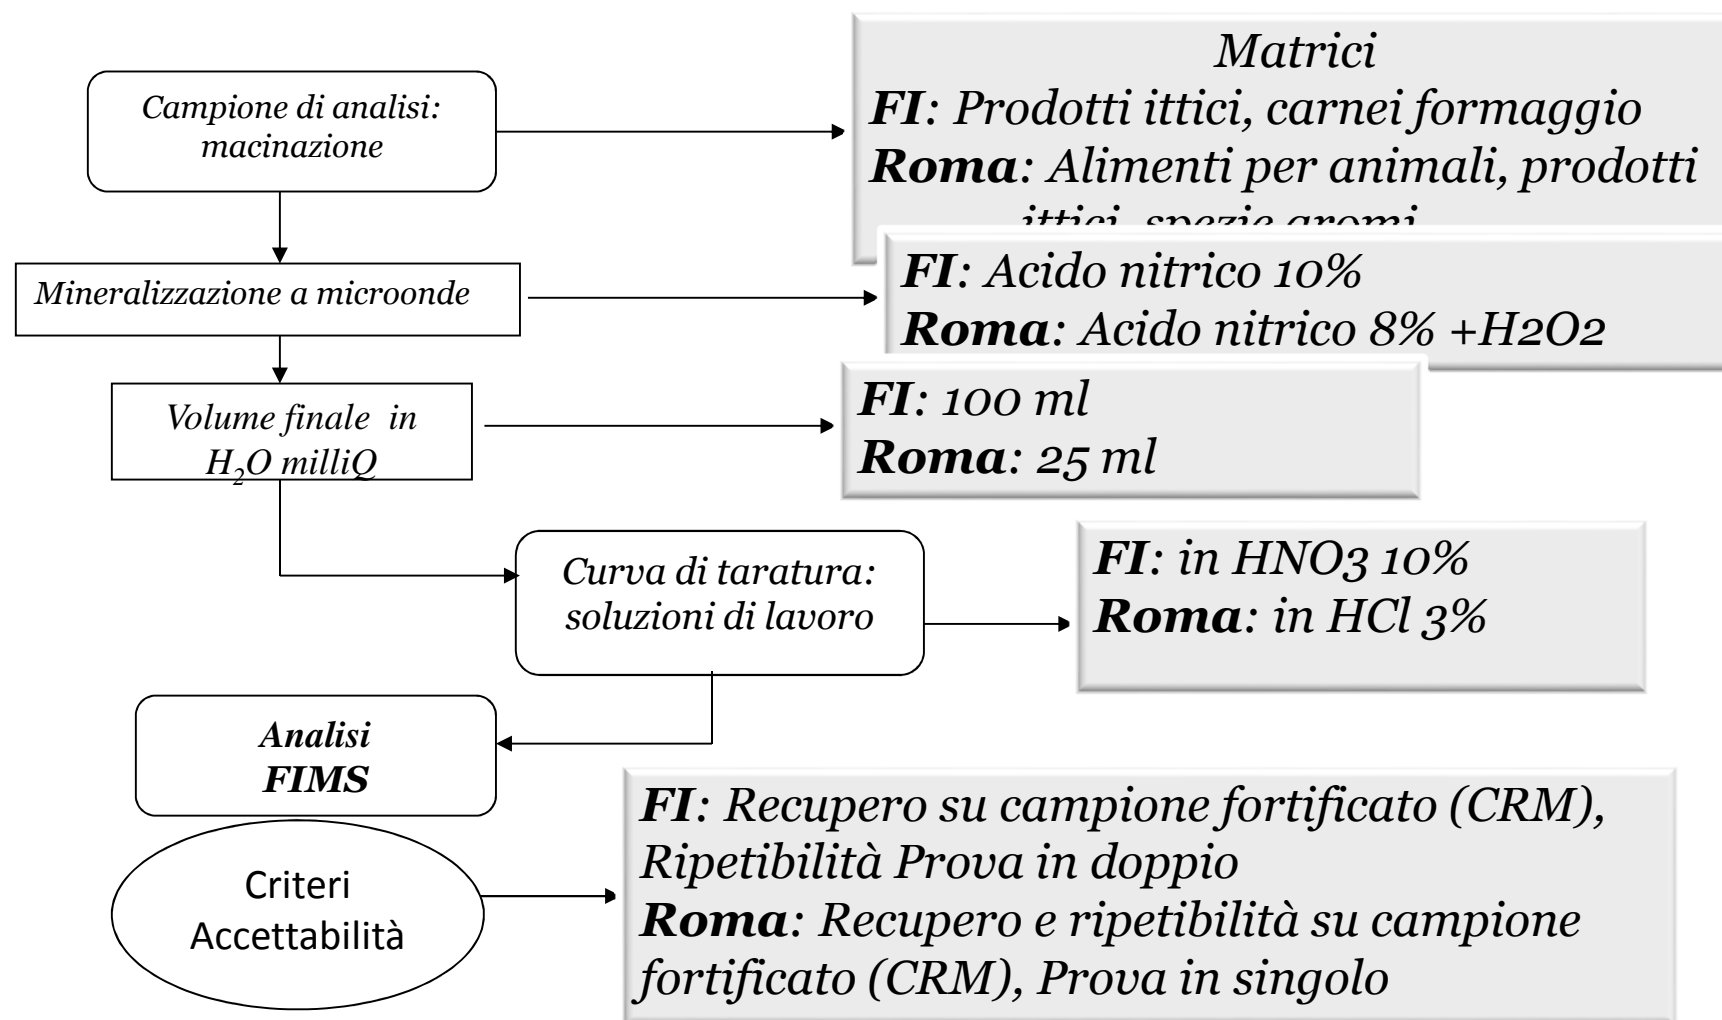 Campione di analisi:
macinazione
Matrici
FI: Prodotti ittici, carnei formaggio
Roma: Alimenti per animali, prodotti
ittici, spezie aromi
Mineralizzazione a microonde
FI: Acido nitrico 10%
Roma: Acido nitrico 8% +H2O2
Volume finale in
H₂O milliQ
FI: 100 ml
Roma: 25 ml
Curva di taratura:
soluzioni di lavoro
FI: in HNO3 10%
Roma: in HCl 3%
Analisi
FIMS
Criteri
Accettabilità
FI: Recupero su campione fortificato (CRM),
Ripetibilità Prova in doppio
Roma: Recupero e ripetibilità su campione
fortificato (CRM), Prova in singolo